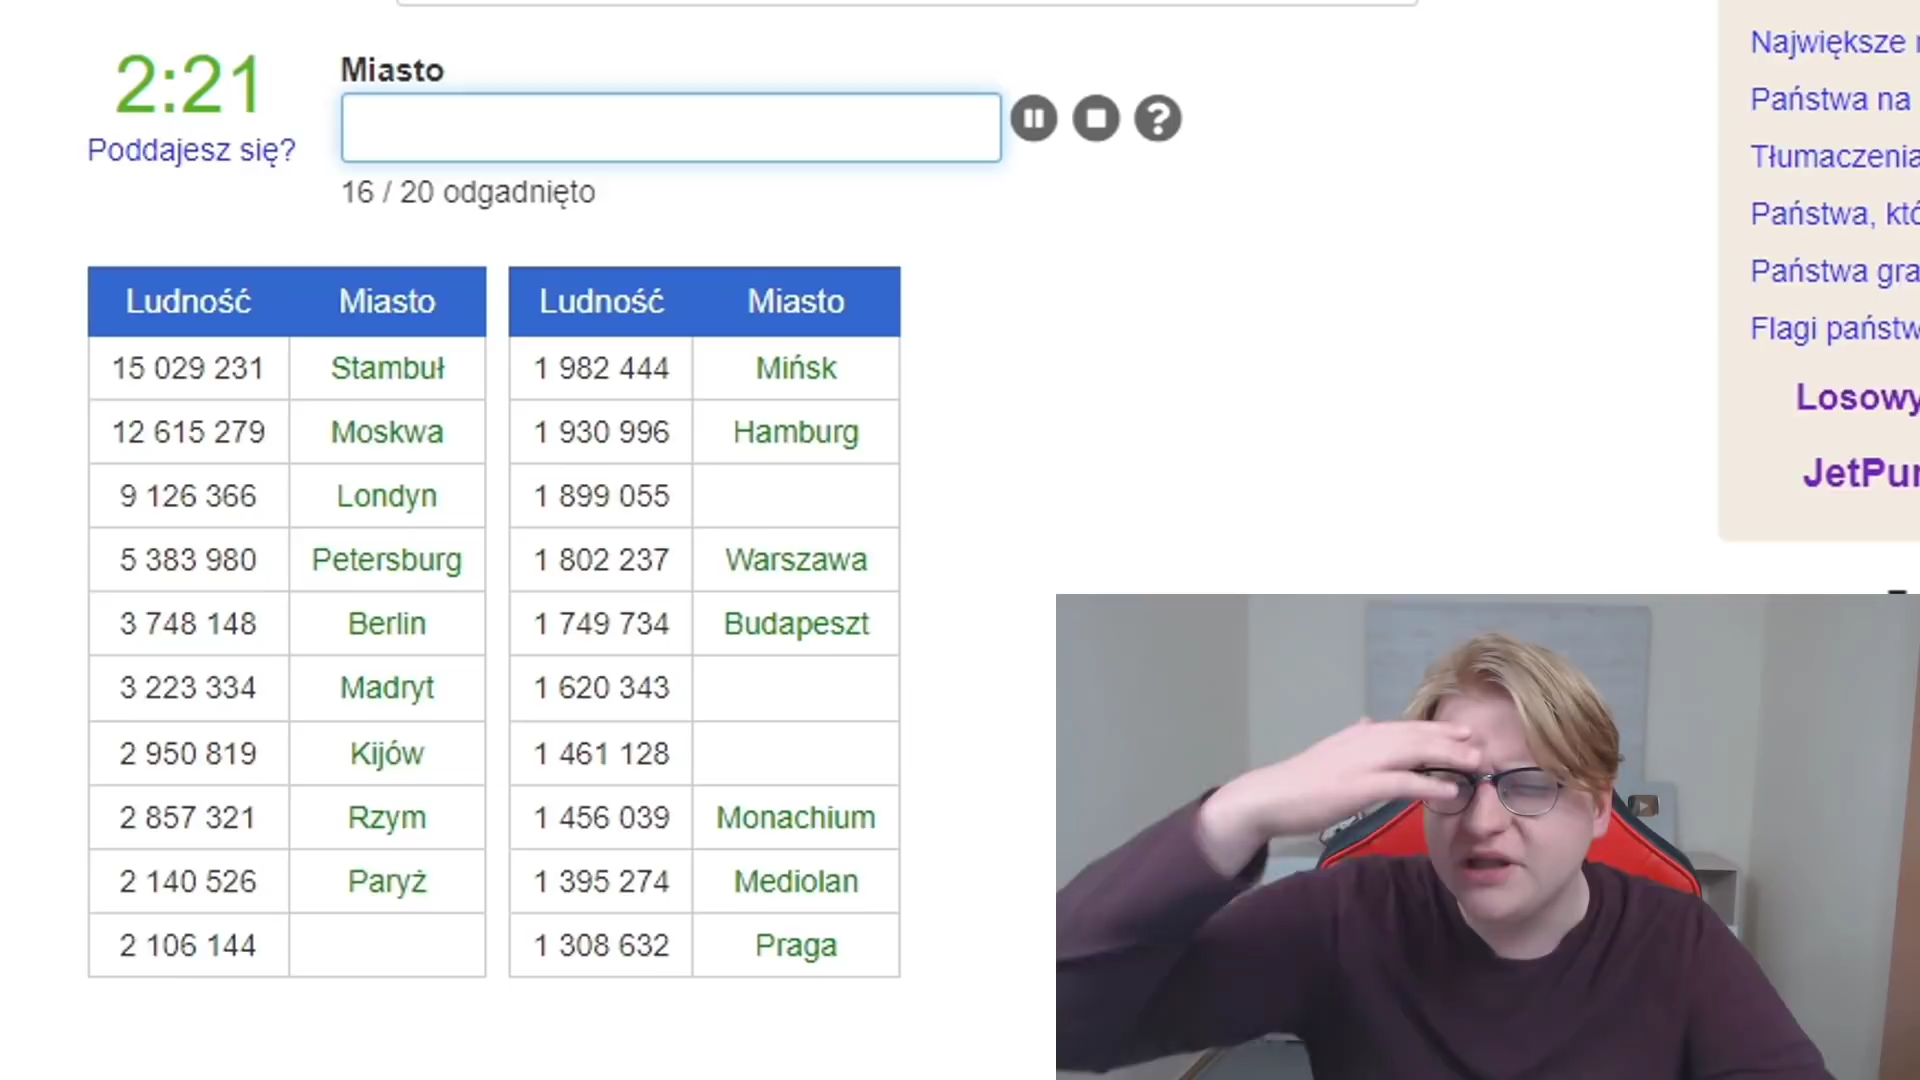 2:21
Poddajesz się?
Miasto
16 / 20 odgadnięto
Ludność Miasto
15 029 231 Stambuł
12 615 279 Moskwa
9 126 366 Londyn
5 383 980 Petersburg
3 748 148 Berlin
3 223 334 Madryt
2 950 819 Kijów
2 857 321 Rzym
2 140 526 Paryż
2 106 144
Ludność Miasto
1 982 444 Mińsk
1 930 996 Hamburg
1 899 055
1 802 237 Warszawa
1 749 734 Budapeszt
1 620 343
1 461 128
1 456 039 Monachium
1 395 274 Mediolan
1 308 632 Praga
Największe
Państwa na
Tłumaczenia
Państwa, któ
Państwa gra
Flagi państw
Losowy
JetPun